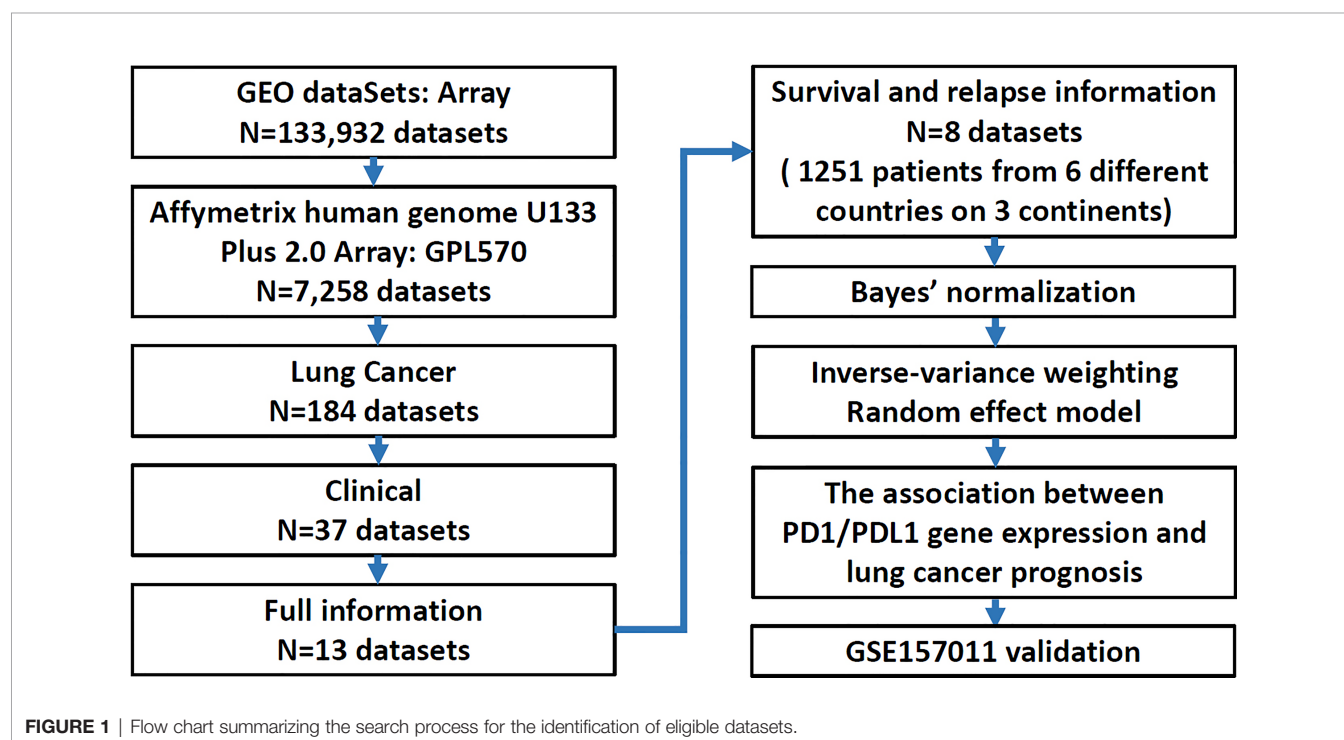 GEO dataSets: Array
N=133,932 datasets
Affymetrix human genome U133
Plus 2.0 Array: GPL570
N=7,258 datasets
Lung Cancer
N=184 datasets
Clinical
N=37 datasets
Full information
N=13 datasets
Survival and relapse information
N=8 datasets
( 1251 patients from 6 different
countries on 3 continents)
Bayes’ normalization
Inverse-variance weighting
Random effect model
The association between
PD1/PDL1 gene expression and
lung cancer prognosis
GSE157011 validation
FIGURE 1 | Flow chart summarizing the search process for the identification of eligible datasets.